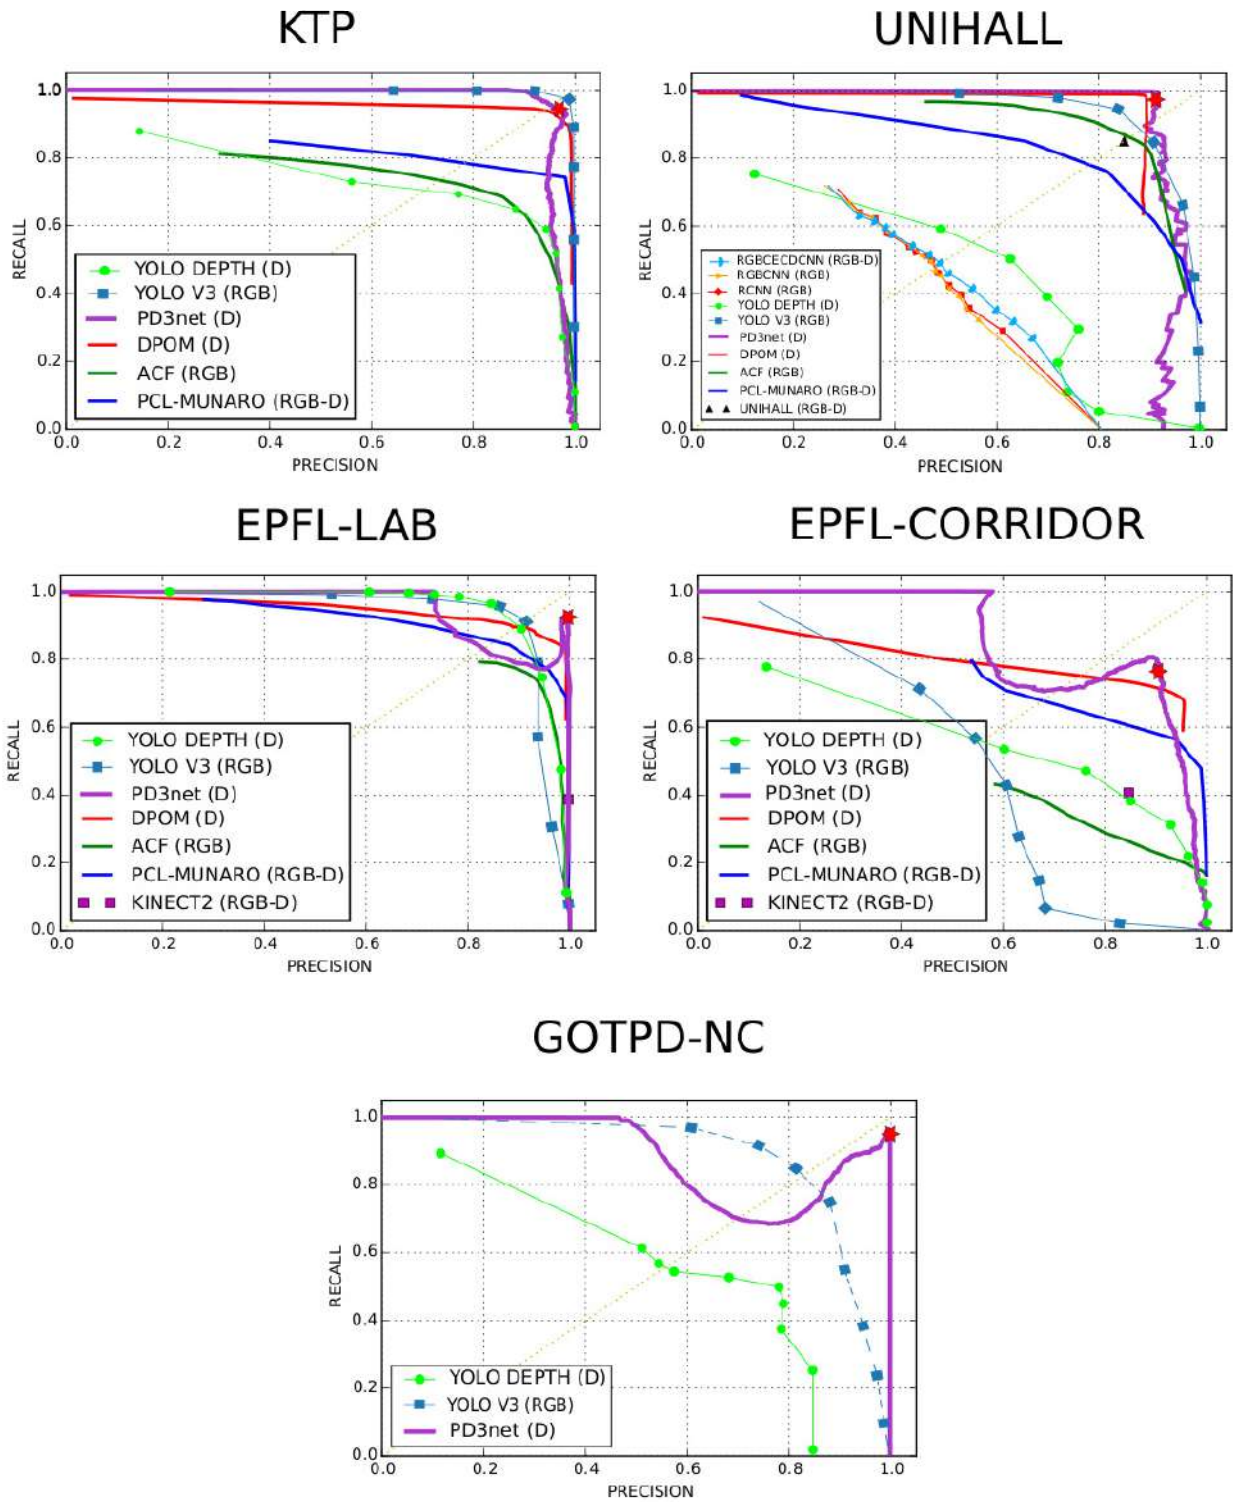 KTP
UNIHALL
1.0
0.8
0.6
0.4
0.2
0.0
RECALL
YOLO DEPTH (D)
YOLO V3 (RGB)
PD3net (D)
DPOM (D)
ACF (RGB)
PCL-MUNARO (RGB-D)
0.0 0.2 0.4 0.6 0.8 1.0
PRECISION
1.0
0.8
0.6
0.4
0.2
0.0
RECALL
RGBCECDCNN (RGB-D)
RGBCNN (RGB)
RCNN (RGB)
YOLO DEPTH (D)
YOLO V3 (RGB)
PD3net (D)
DPOM (D)
ACF (RGB)
PCL-MUNARO (RGB-D)
UNIHALL (RGB-D)
0.0 0.2 0.4 0.6 0.8 1.0
PRECISION
EPFL-LAB
EPFL-CORRIDOR
1.0
0.8
0.6
0.4
0.2
0.0
RECALL
YOLO DEPTH (D)
YOLO V3 (RGB)
PD3net (D)
DPOM (D)
ACF (RGB)
PCL-MUNARO (RGB-D)
KINECT2 (RGB-D)
0.0 0.2 0.4 0.6 0.8 1.0
PRECISION
1.0
0.8
0.6
0.4
0.2
0.0
RECALL
YOLO DEPTH (D)
YOLO V3 (RGB)
PD3net (D)
DPOM (D)
ACF (RGB)
PCL-MUNARO (RGB-D)
KINECT2 (RGB-D)
0.0 0.2 0.4 0.6 0.8 1.0
PRECISION
GOTPD-NC
1.0
0.8
0.6
0.4
0.2
0.0
RECALL
YOLO DEPTH (D)
YOLO V3 (RGB)
PD3net (D)
0.0 0.2 0.4 0.6 0.8 1.0
PRECISION